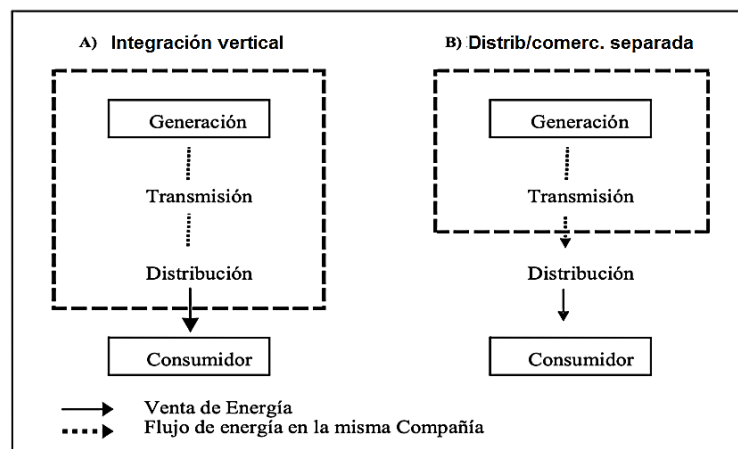 A) Integración vertical
Generación
Transmisión
Distribución
Consumidor
B) Distrib/comerc. separada
Generación
Transmisión
Distribución
Consumidor
Venta de Energía
Flujo de energía en la misma Compañía